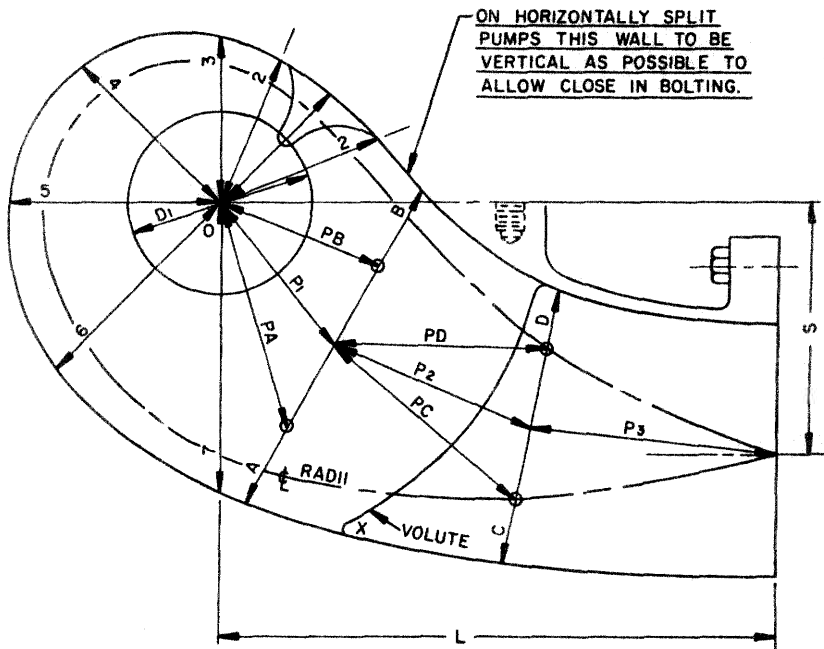 ON HORIZONTALLY SPLIT
PUMPS THIS WALL TO BE
VERTICAL AS POSSIBLE TO
ALLOW CLOSE IN BOLTING.
3
2
4
2
5
B
D1
O
PB
P1
S
6
PA
D
PD
P2
PC
P3
7
A
℄ RADII
X
VOLUTE
C
L